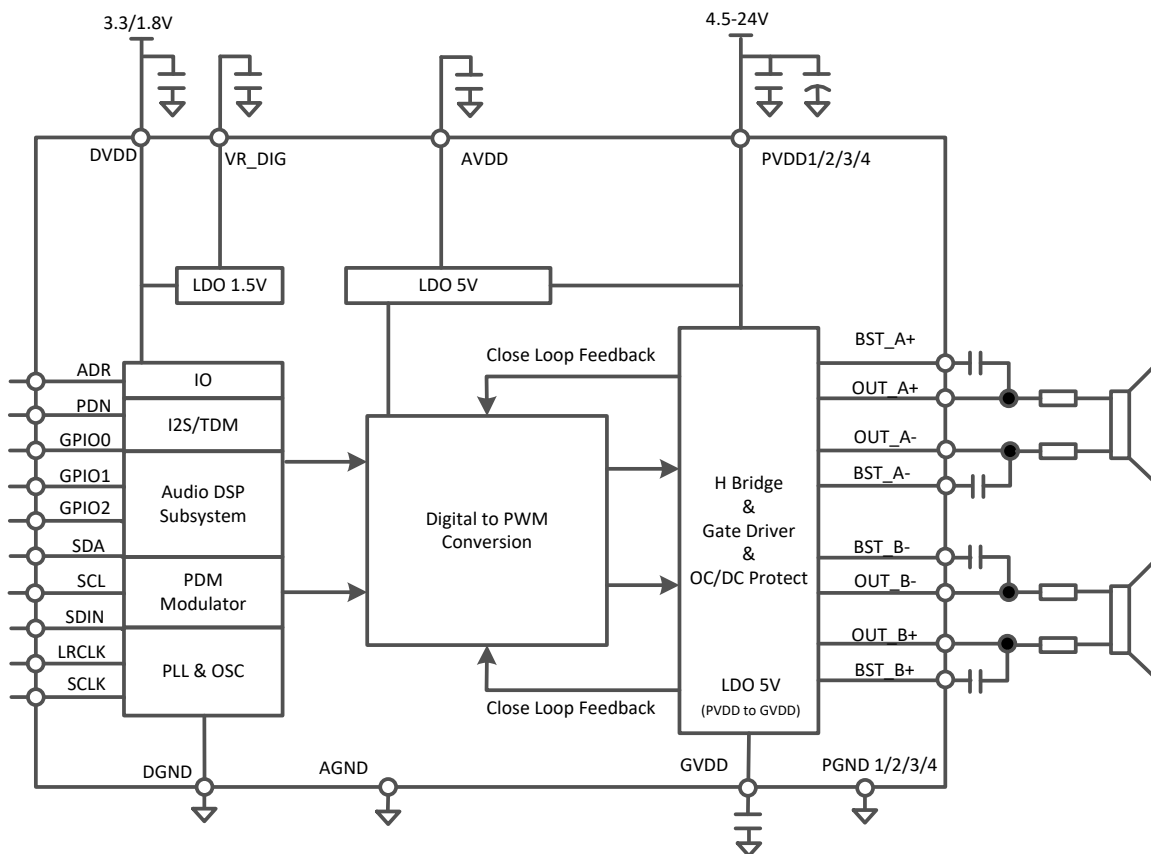 3.3/1.8V
4.5-24V
DVDD
VR_DIG
AVDD
PVDD1/2/3/4
LDO 1.5V
LDO 5V
ADR
PDN
GPIO0
GPIO1
GPIO2
SDA
SCL
SDIN
LRCLK
SCLK
IO
I2S/TDM
Audio DSP
Subsystem
PDM
Modulator
PLL & OSC
Close Loop Feedback
Digital to PWM
Conversion
Close Loop Feedback
H Bridge
&
Gate Driver
&
OC/DC Protect
LDO 5V
(PVDD to GVDD)
BST_A+
OUT_A+
OUT_A-
BST_A-
BST_B-
OUT_B-
OUT_B+
BST_B+
DGND
AGND
GVDD
PGND 1/2/3/4